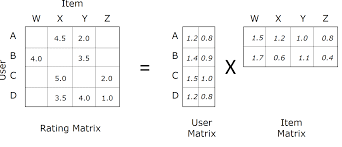 Item
W X Y Z
A 4.5 2.0
B 4.0 3.5
C 5.0 2.0
D 3.5 4.0 1.0
User
Rating Matrix
=
A 1.2 0.8
B 1.4 0.9
C 1.5 1.0
D 1.2 0.8
User
Matrix
X
W X Y Z
1.5 1.2 1.0 0.8
1.7 0.6 1.1 0.4
Item
Matrix